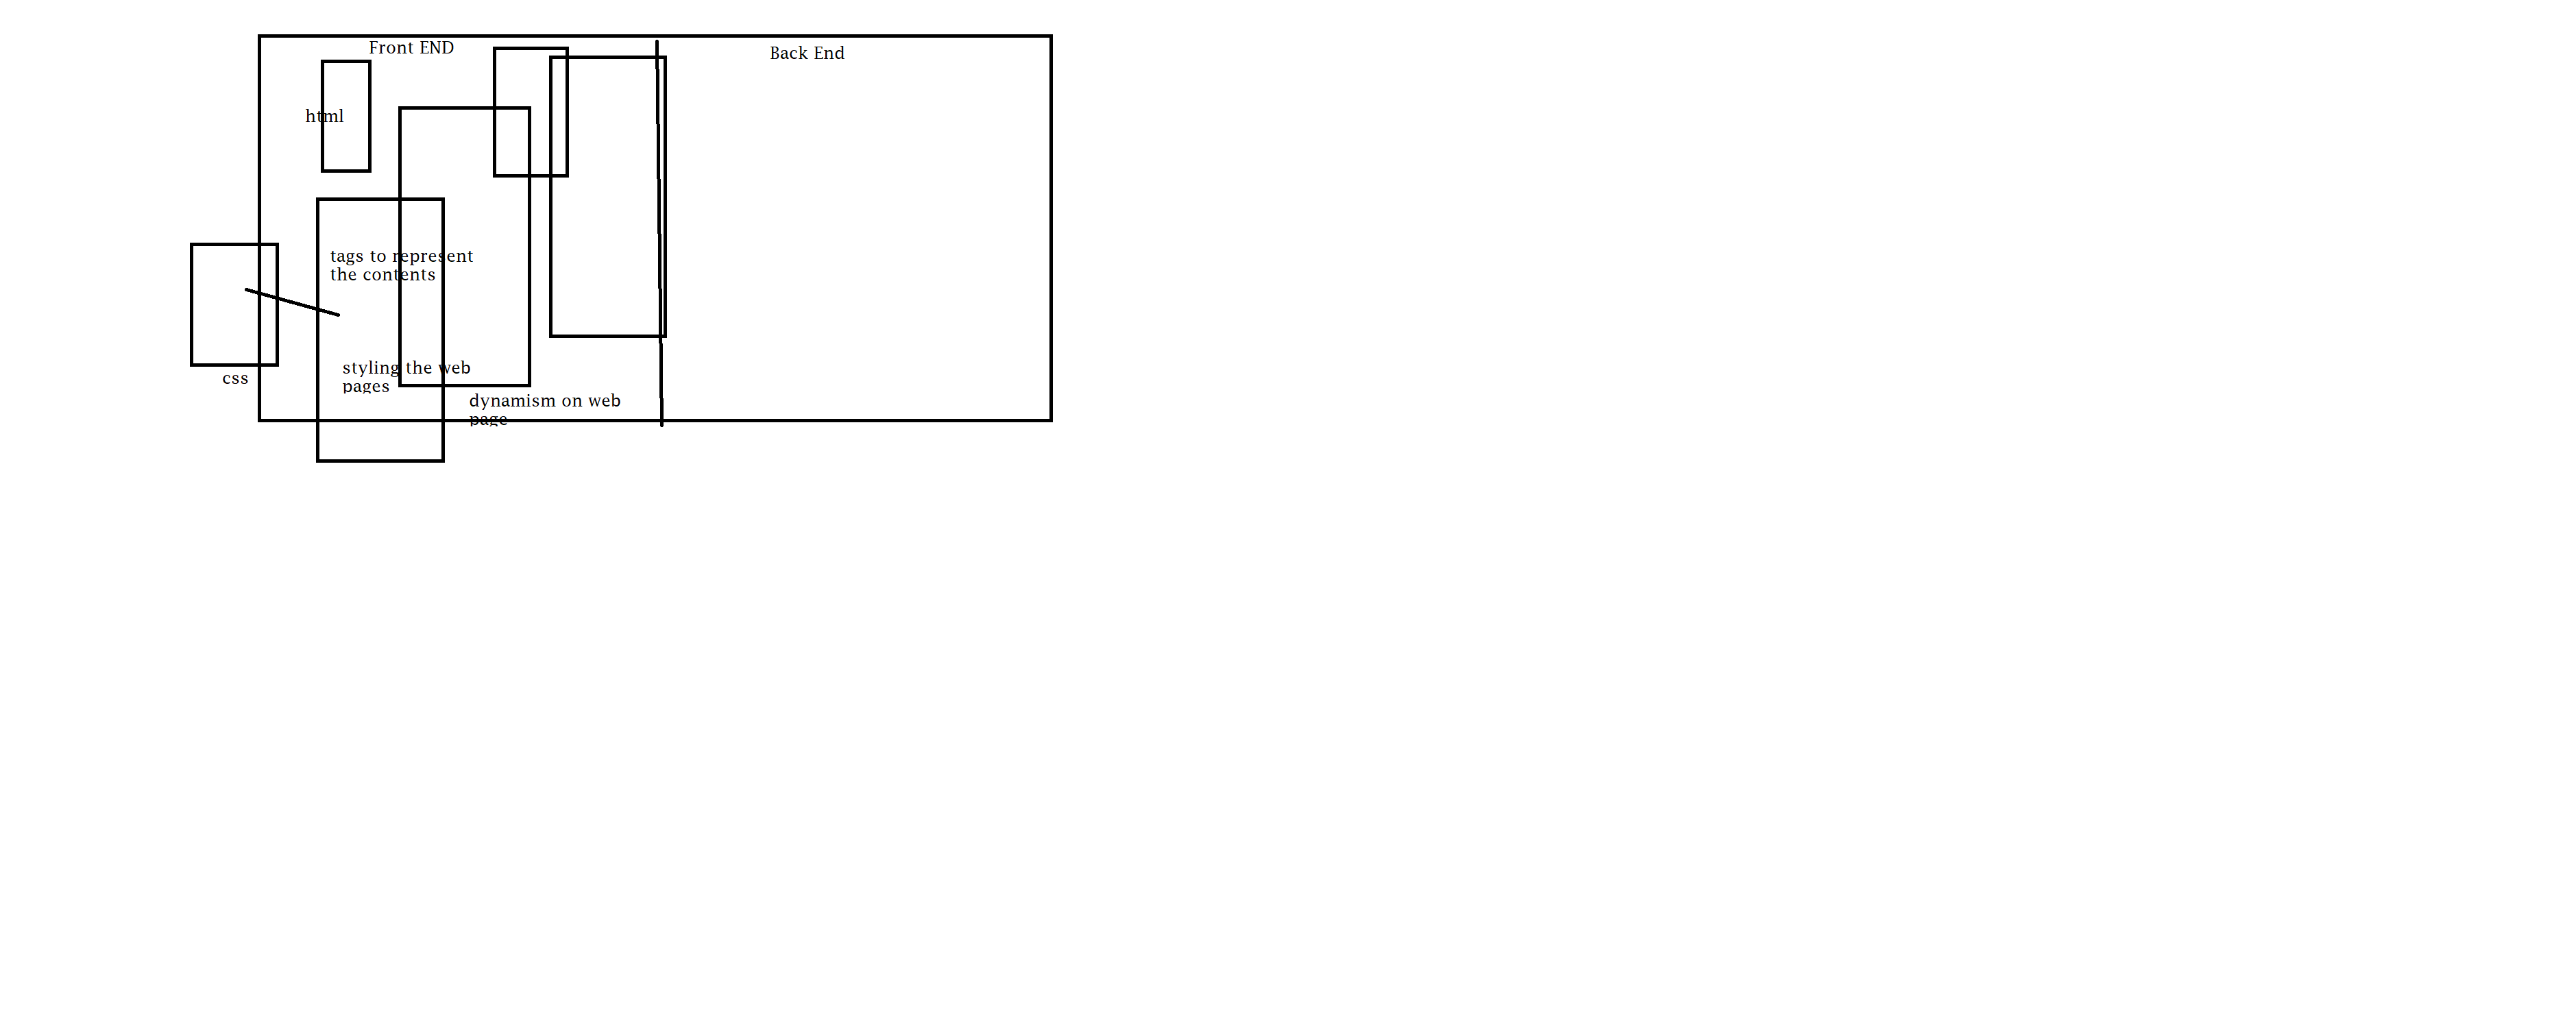 Front END
Back End
html
tags to represent
the contents
styling the web
pages
css
dynamism on web
page